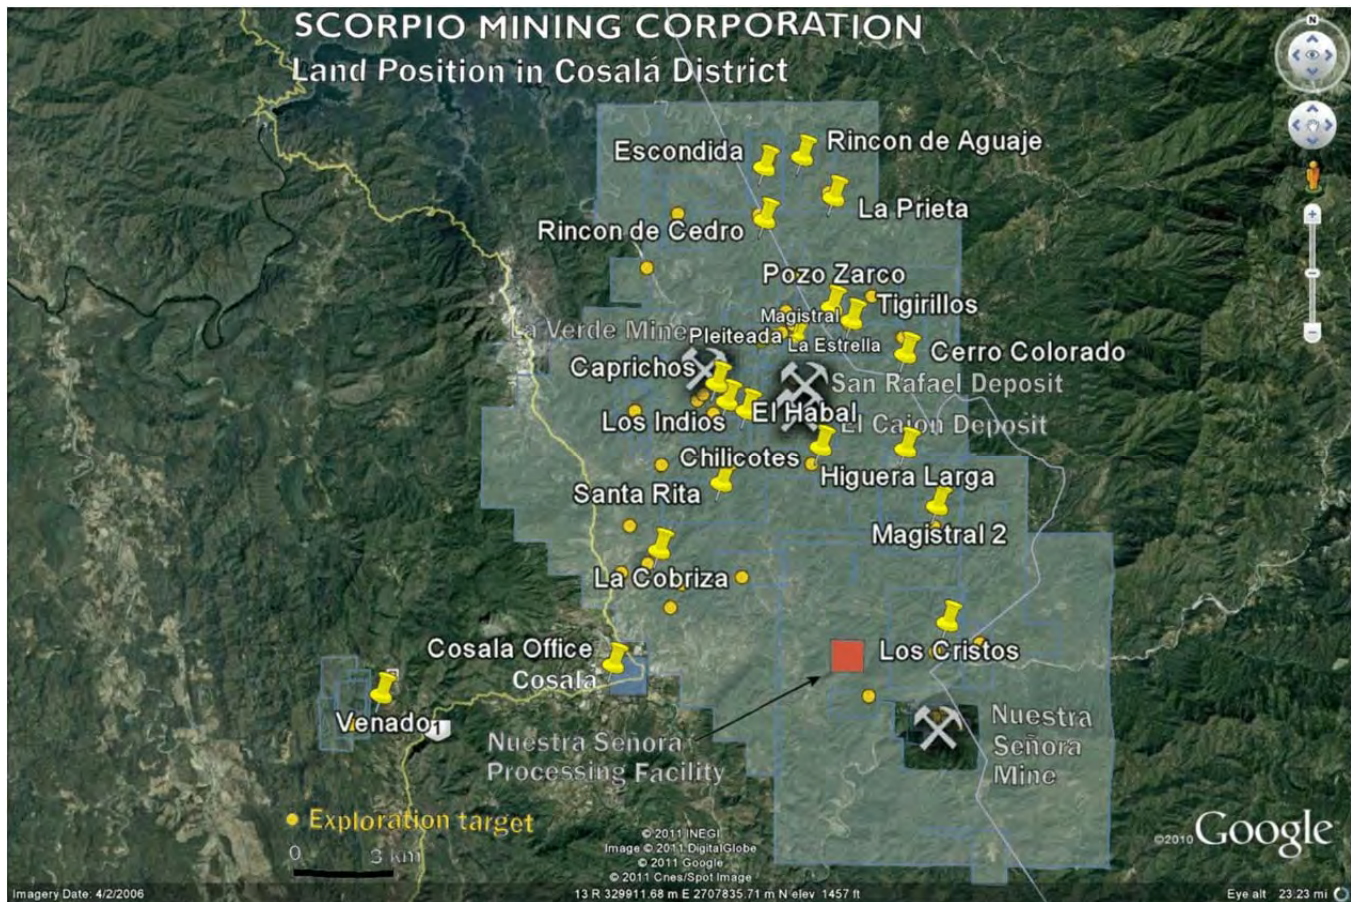 SCORPIO MINING CORPORATION
Land Position in Cosalá District
N
Escondida
Rincon de Aguaje
La Prieta
Rincon de Cedro
Pozo Zarco
Tigirillos
Magistral
La Verde Mine
Pleiteada
La Estrella
Cerro Colorado
Caprichos
San Rafael Deposit
El Habal
Los Indios
El Cajon Deposit
Chilicotes
Higuera Larga
Santa Rita
Magistral 2
La Cobriza
Cosala Office
Los Cristos
Cosala
Venado
1
Nuestra Señora
Processing Facility
Nuestra
Señora
Mine
Exploration target
0 3 km
© 2011 INEGI
Image © 2011 DigitalGlobe
© 2011 Google
© 2011 Cnes/Spot Image
©2010 Google
Imagery Date: 4/2/2006
13 R 329911.68 m E 2707835.71 m N elev 1457 ft
Eye alt 23.23 mi